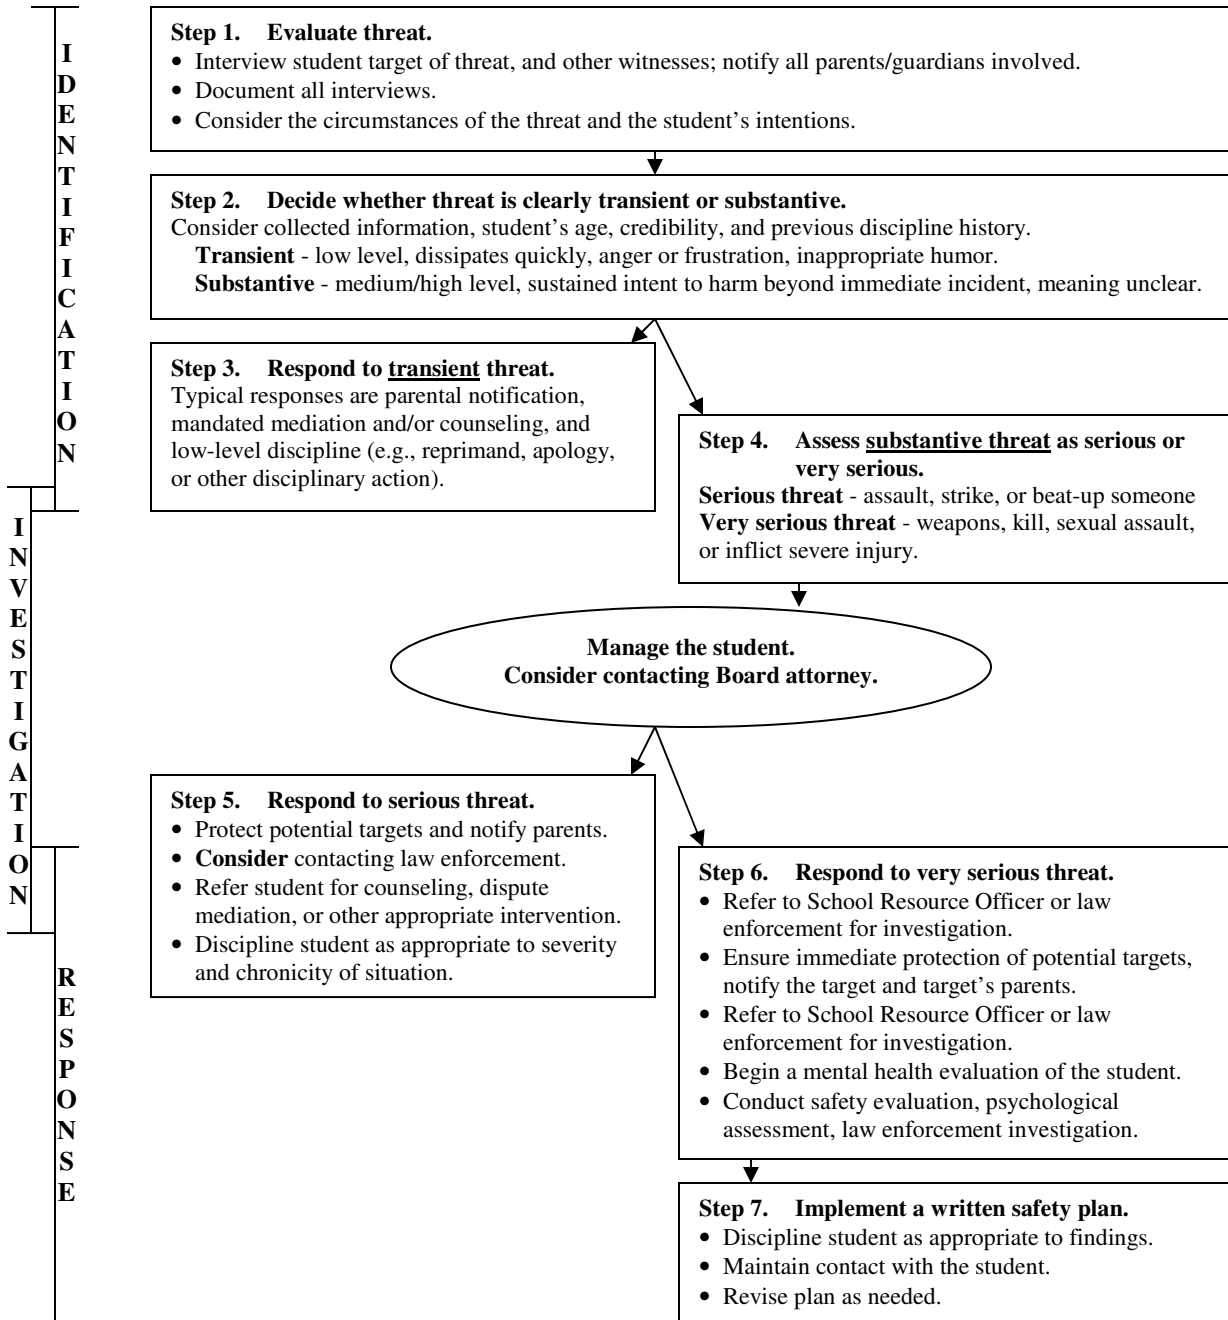 IDENTIFICATION
INVESTIGATION
RESPONSE
Step 1. Evaluate threat.
• Interview student target of threat, and other witnesses; notify all parents/guardians involved.
• Document all interviews.
• Consider the circumstances of the threat and the student's intentions.
Step 2. Decide whether threat is clearly transient or substantive.
Consider collected information, student's age, credibility, and previous discipline history.
Transient - low level, dissipates quickly, anger or frustration, inappropriate humor.
Substantive - medium/high level, sustained intent to harm beyond immediate incident, meaning unclear.
Step 3. Respond to transient threat.
Typical responses are parental notification,
mandated mediation and/or counseling, and
low-level discipline (e.g., reprimand, apology,
or other disciplinary action).
Step 4. Assess substantive threat as serious or
very serious.
Serious threat - assault, strike, or beat-up someone
Very serious threat - weapons, kill, sexual assault,
or inflict severe injury.
Manage the student.
Consider contacting Board attorney.
Step 5. Respond to serious threat.
• Protect potential targets and notify parents.
• Consider contacting law enforcement.
• Refer student for counseling, dispute
mediation, or other appropriate intervention.
• Discipline student as appropriate to severity
and chronicity of situation.
Step 6. Respond to very serious threat.
• Refer to School Resource Officer or law
enforcement for investigation.
• Ensure immediate protection of potential targets,
notify the target and target's parents.
• Refer to School Resource Officer or law
enforcement for investigation.
• Begin a mental health evaluation of the student.
• Conduct safety evaluation, psychological
assessment, law enforcement investigation.
Step 7. Implement a written safety plan.
• Discipline student as appropriate to findings.
• Maintain contact with the student.
• Revise plan as needed.